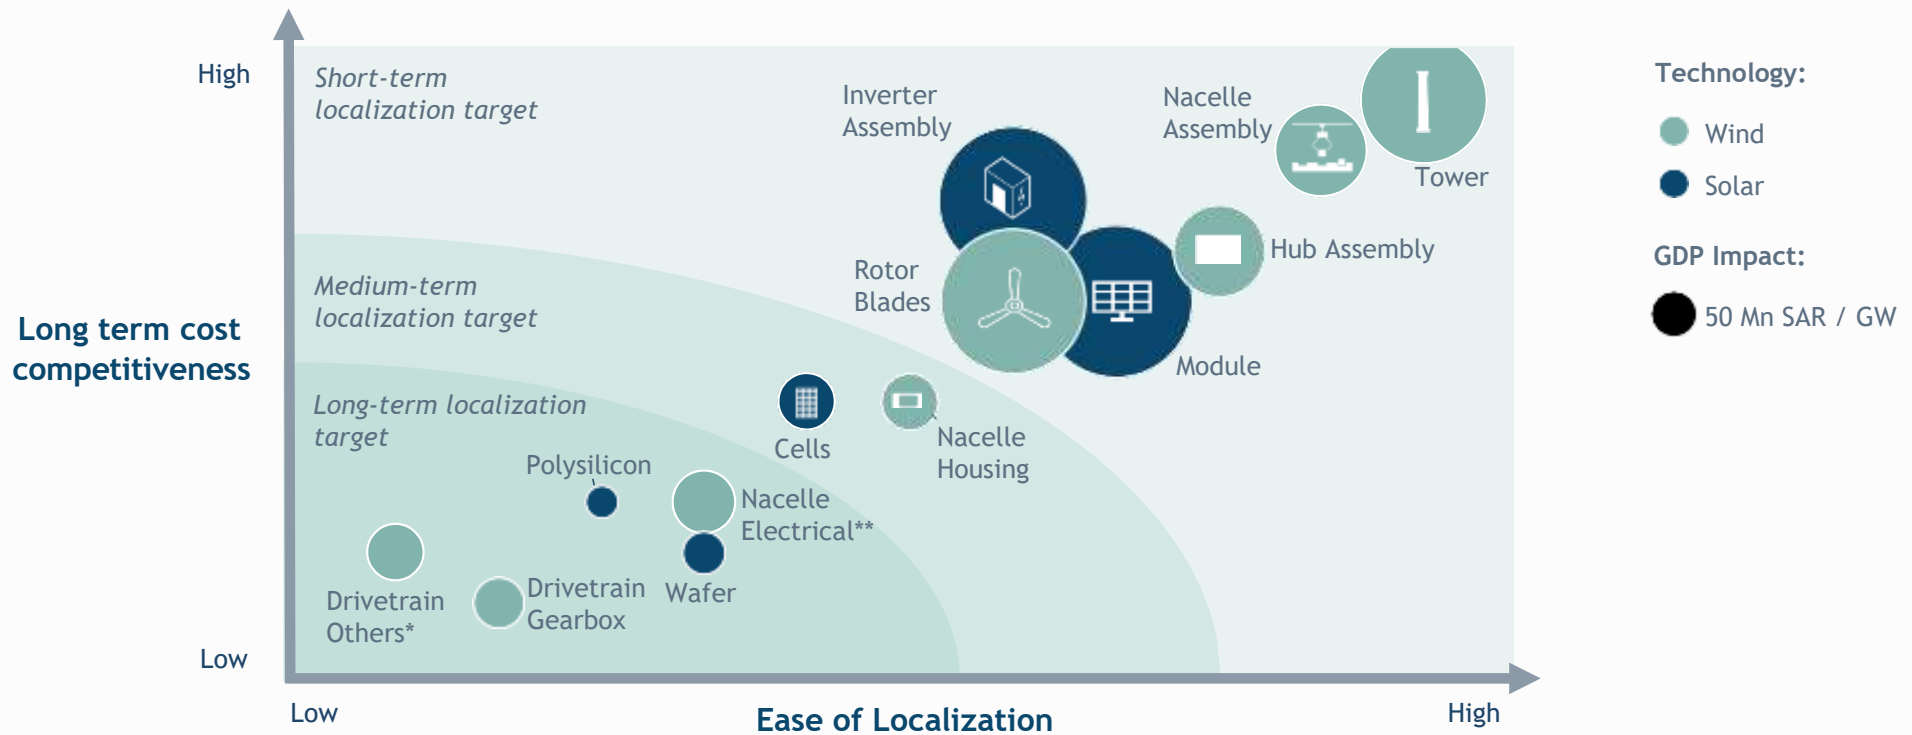 High
Short-term
localization target
Inverter
Assembly
Nacelle
Assembly
Tower
Technology:
Wind
Solar
GDP Impact:
50 Mn SAR / GW
Hub Assembly
Medium-term
localization target
Rotor
Blades
Module
Long term cost
competitiveness
Long-term localization
target
Cells
Nacelle
Housing
Polysilicon
Nacelle
Electrical**
Wafer
Drivetrain
Others*
Drivetrain
Gearbox
Low
Low
Ease of Localization
High